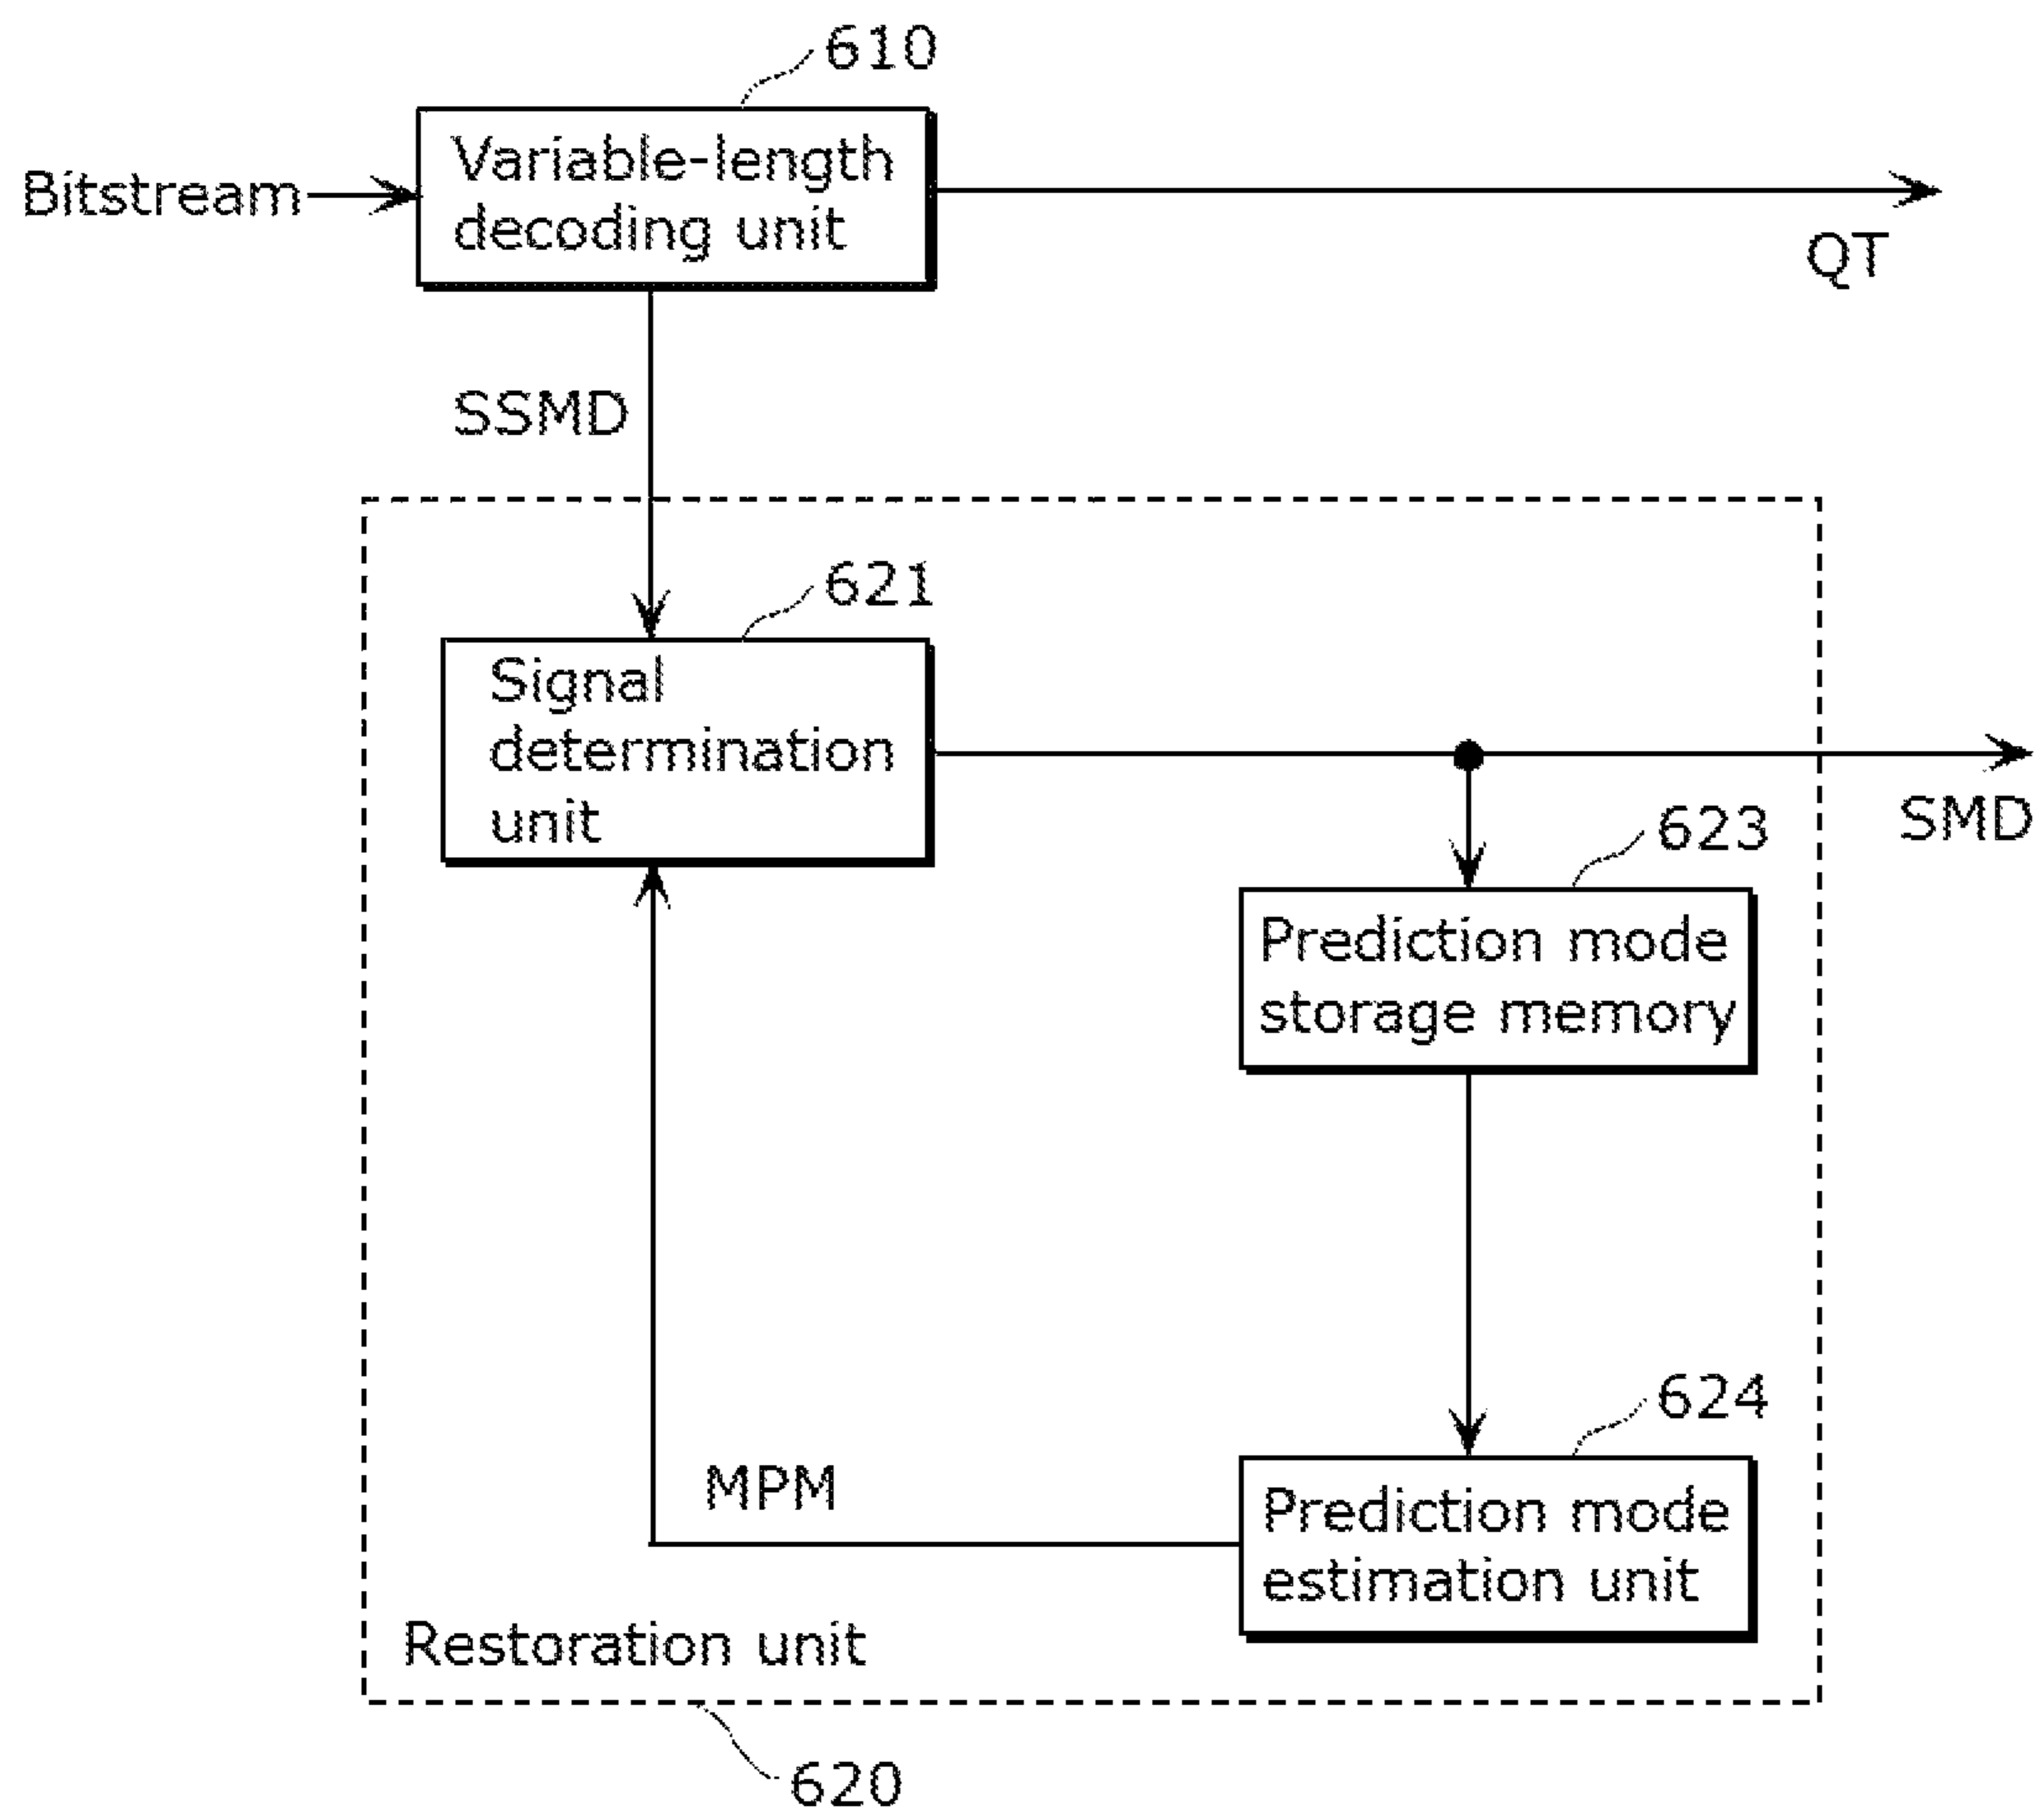 610
Variable-length
decoding unit
Bitstream
QT
SSMD
621
Signal
determination
unit
SMD
623
Prediction mode
storage memory
624
MPM
Prediction mode
estimation unit
Restoration unit
620